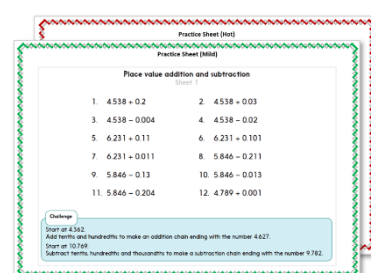 Practice Sheet (Hot)
Practice Sheet (Mild)
Place value addition and subtraction
Sheet 1
1. 4.538 + 0.2 2. 4.538 + 0.03
3. 4.538 – 0.004 4. 4.538 – 0.02
5. 6.231 + 0.11 6. 6.231 + 0.101
7. 6.231 + 0.011 8. 5.846 – 0.211
9. 5.846 – 0.13 10. 5.846 – 0.013
11. 5.846 – 0.204 12. 4.789 + 0.001
Challenge
Start at 4.362.
Add tenths and hundredths to make an addition chain ending with the number 4.627.
Start at 10.769.
Subtract tenths, hundredths and thousandths to make a subtraction chain ending with the number 9.782.